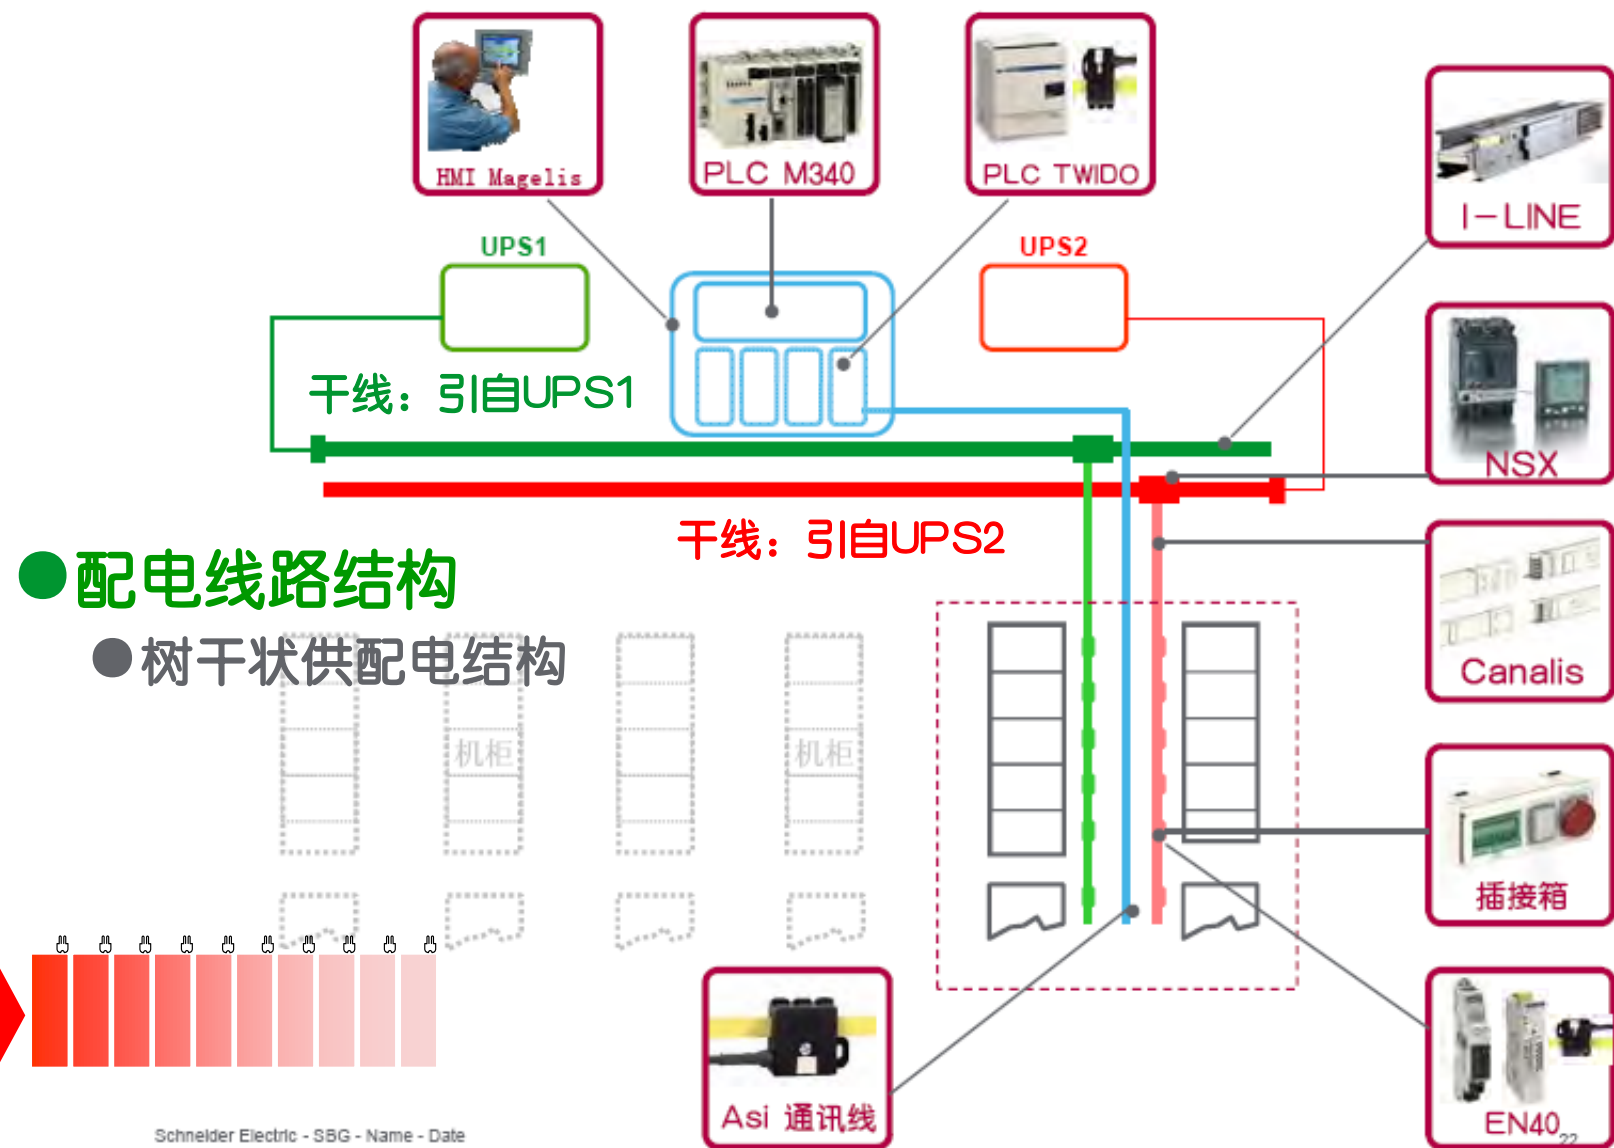 HMI Magelis
PLC M340
PLC TWIDO
I-LINE
UPS1
UPS2
干线：引自UPS1
NSX
干线：引自UPS2
●配电线路结构
●树干状供配电结构
Canalis
机柜
机柜
插接箱
Asi 通讯线
EN40
Schneider Electric - SBG - Name - Date
22